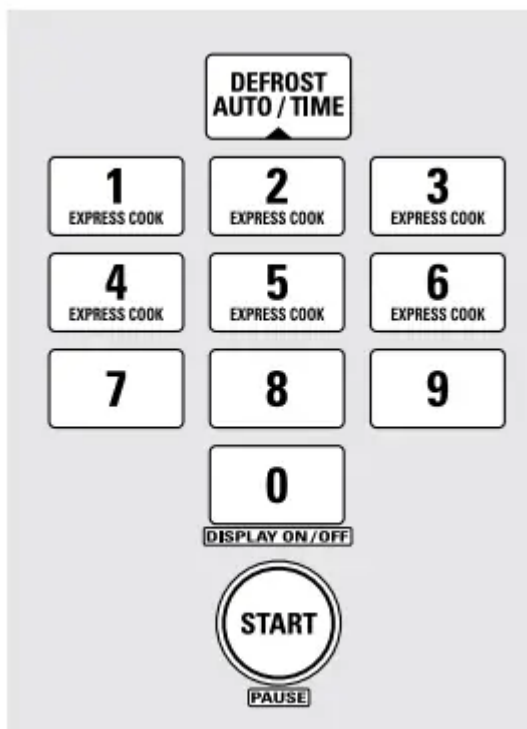 DEFROST
AUTO / TIME
1 2 3
EXPRESS COOK EXPRESS COOK EXPRESS COOK
4 5 6
EXPRESS COOK EXPRESS COOK EXPRESS COOK
7 8 9
0
DISPLAY ON/OFF
START
PAUSE